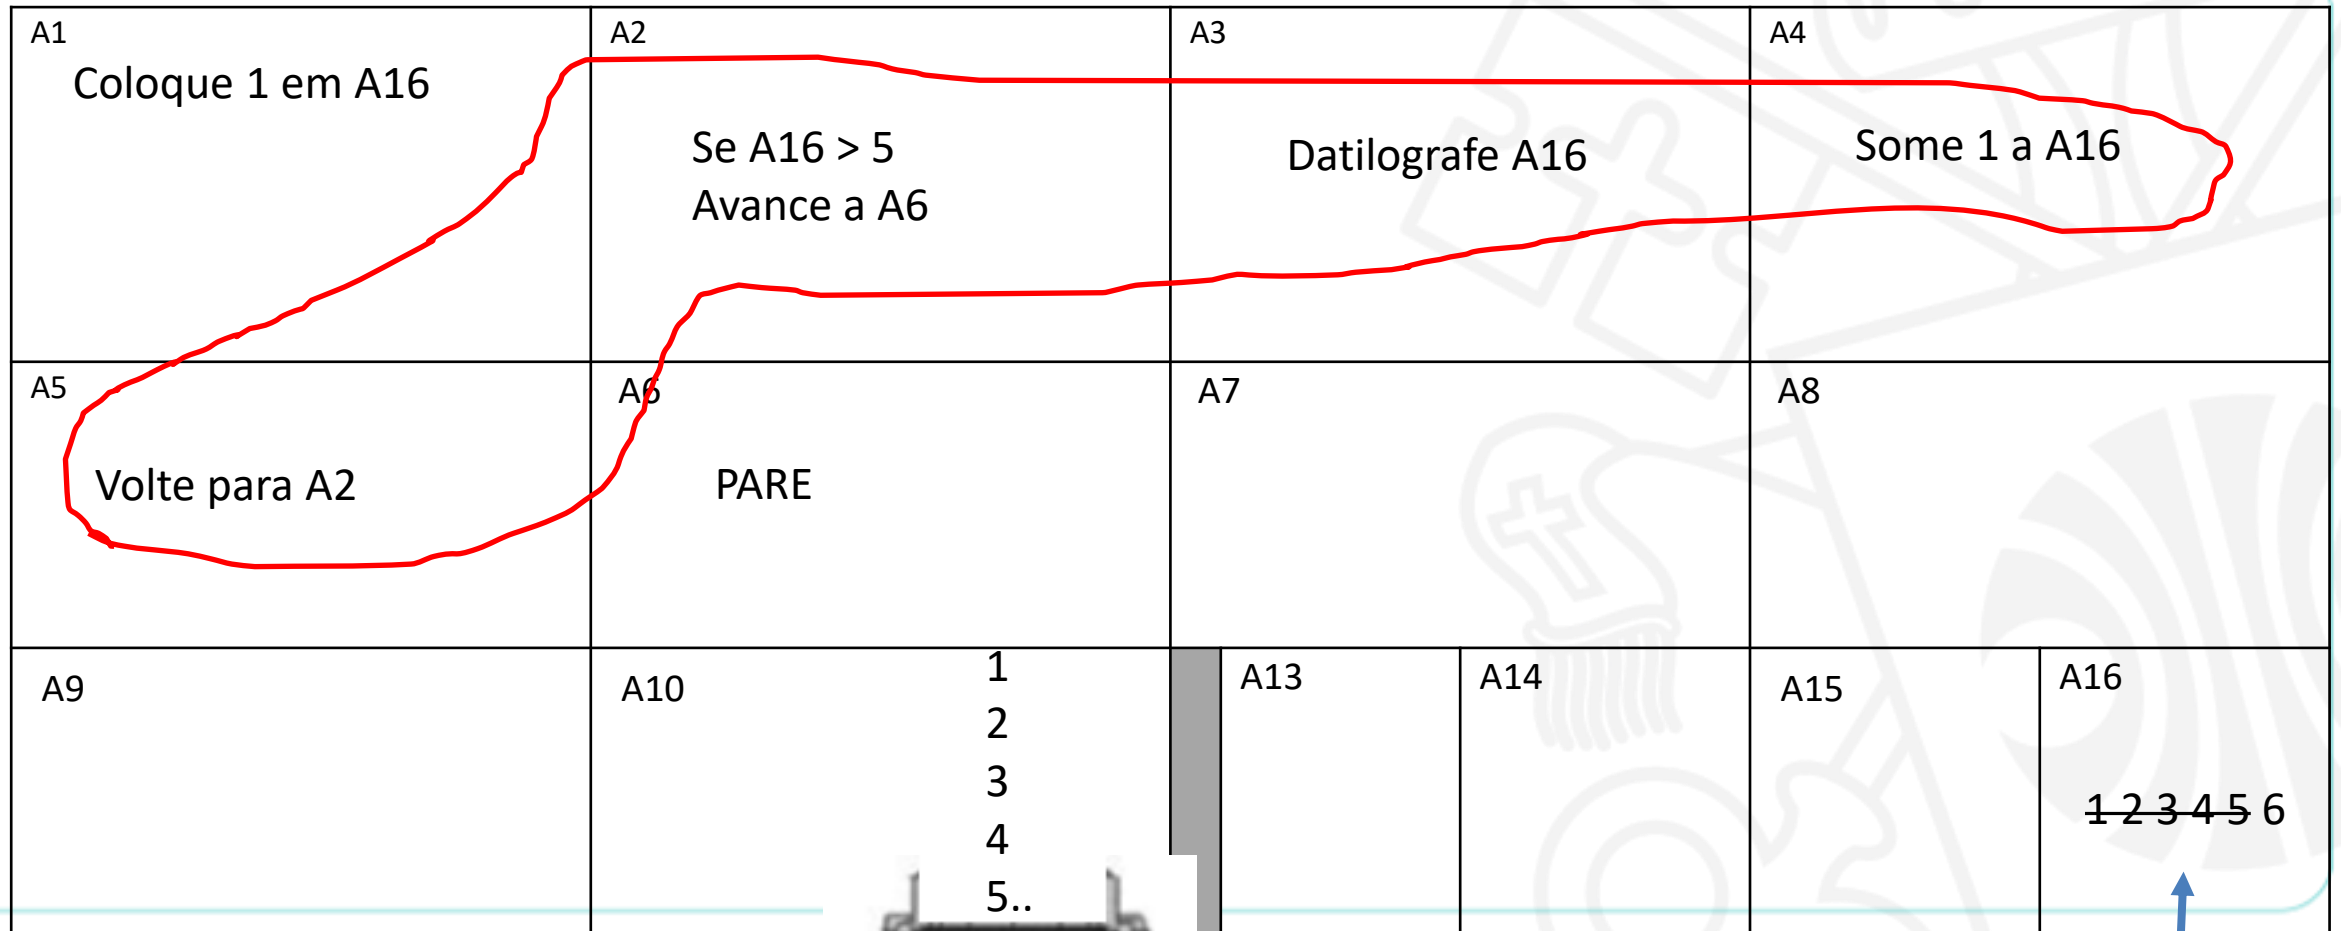 A1
Coloque 1 em A16
A2
Se A16 > 5
Avance a A6
A3
Datilografe A16
A4
Some 1 a A16
A5
Volte para A2
A6
PARE
A7
A8
A9
A10
1
2
3
4
5..
A13
A14
A15
A16
1 2 3 4 5 6